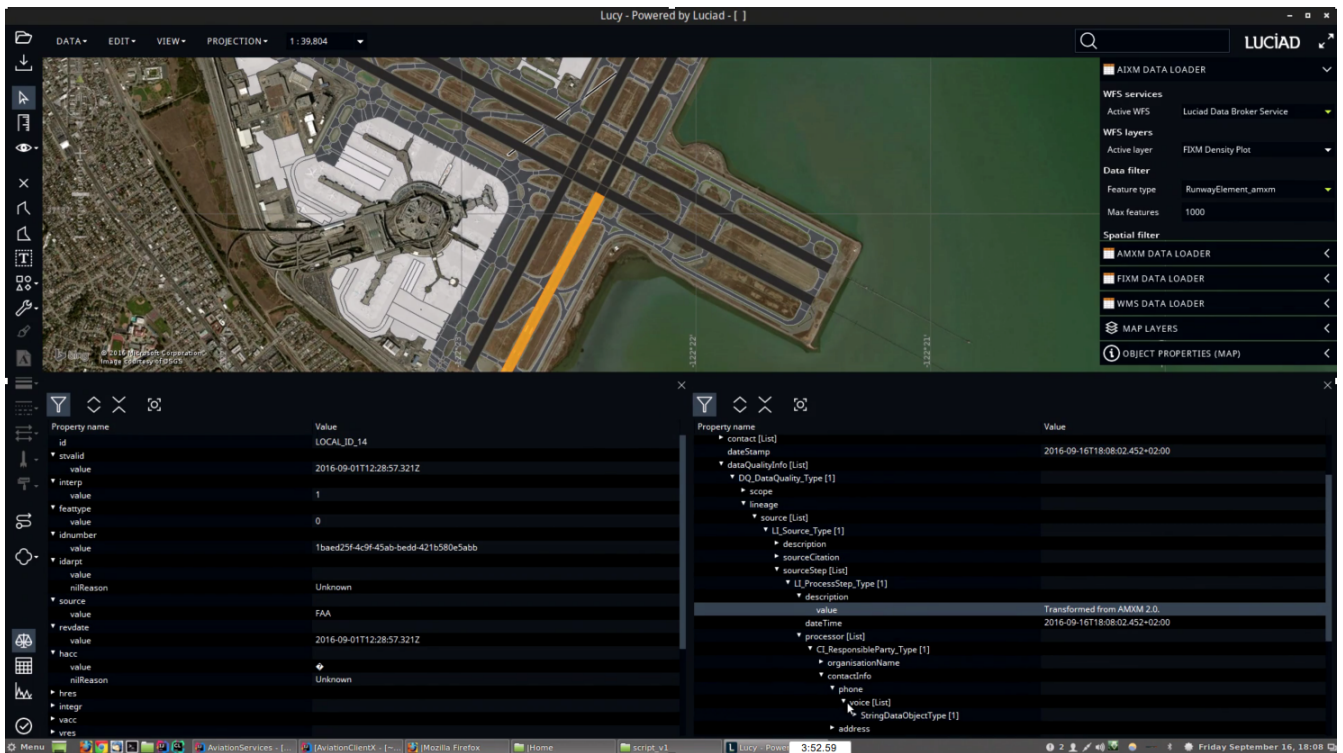 Lucy - Powered by Luciad - [ ]
DATA EDIT VIEW PROJECTION 1 : 39,804
LUCIAD
AIXM DATA LOADER
WFS services
Active WFS Luciad Data Broker Service
WFS layers
Active layer FIXM Density Plot
Data filter
Feature type RunwayElement_amxm
Max features 1000
Spatial filter
AMXM DATA LOADER
FIXM DATA LOADER
WMS DATA LOADER
MAP LAYERS
OBJECT PROPERTIES (MAP)
© 2016 Microsoft Corporation
Image courtesy of USGS
-122°23'
-122°22'
-122°21'
Property name Value
id LOCAL_ID_14
stvalid
value 2016-09-01T12:28:57.321Z
interp
value 1
feattype
value 0
idnumber
value 1baed25f-4c9f-45ab-bedd-421b580e5abb
idarpt
value
nilReason Unknown
source
value FAA
revdate
value 2016-09-01T12:28:57.321Z
hacc
value �
nilReason Unknown
hres
integr
vacc
vres
Property name Value
contact [List]
dateStamp 2016-09-16T18:08:02.452+02:00
dataQualityInfo [List]
DQ_DataQuality_Type [1]
scope
lineage
source [List]
LI_Source_Type [1]
description
sourceCitation
sourceStep [List]
LI_ProcessStep_Type [1]
description
value Transformed from AMXM 2.0.
dateTime 2016-09-16T18:08:02.452+02:00
processor [List]
CI_ResponsibleParty_Type [1]
organisationName
contactInfo
phone
voice [List]
StringDataObjectType [1]
address
Menu AviationServices - [... [AviationClientX - [~... |Mozilla Firefox |Home script_v1 Lucy - Power 3:52.59 2 Friday September 16, 18:08